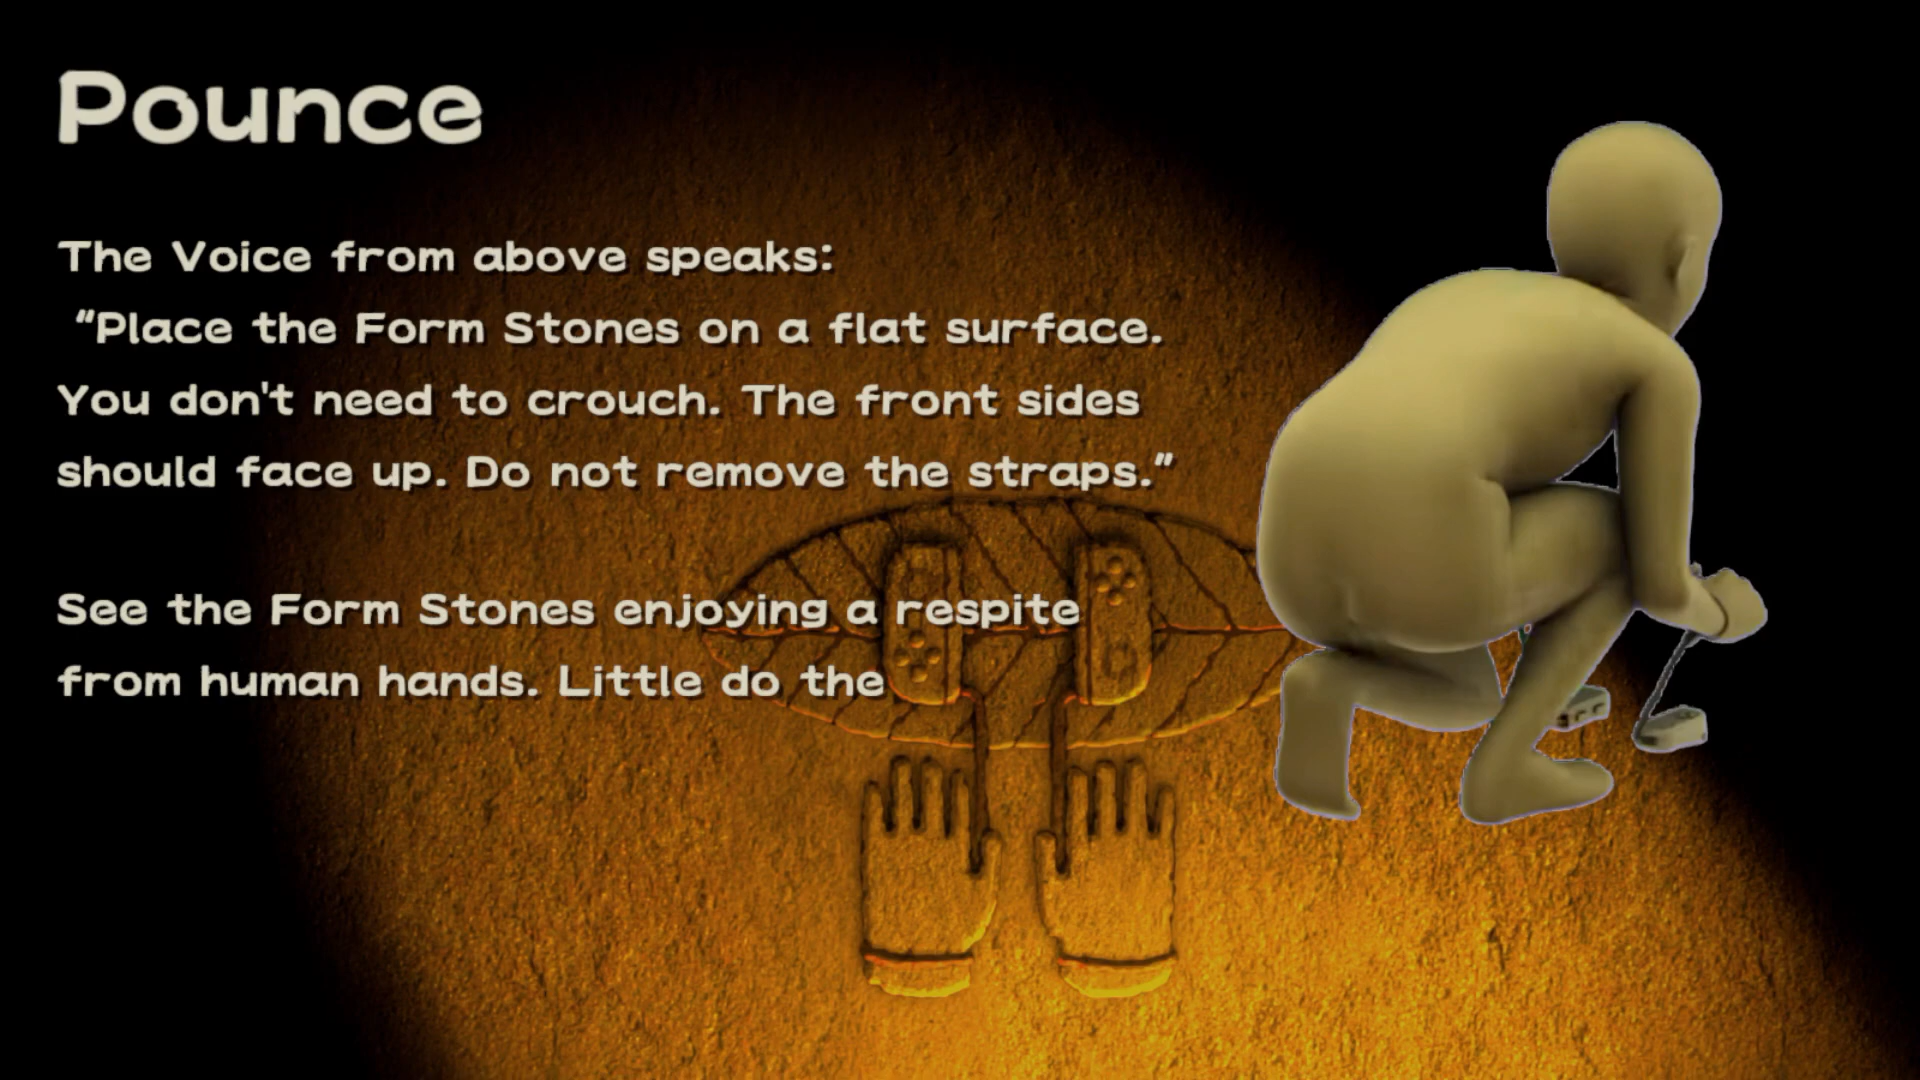 Pounce
The Voice from above speaks:
“Place the Form Stones on a flat surface.
You don't need to crouch. The front sides
should face up. Do not remove the straps.”
See the Form Stones enjoying a respite
from human hands. Little do the